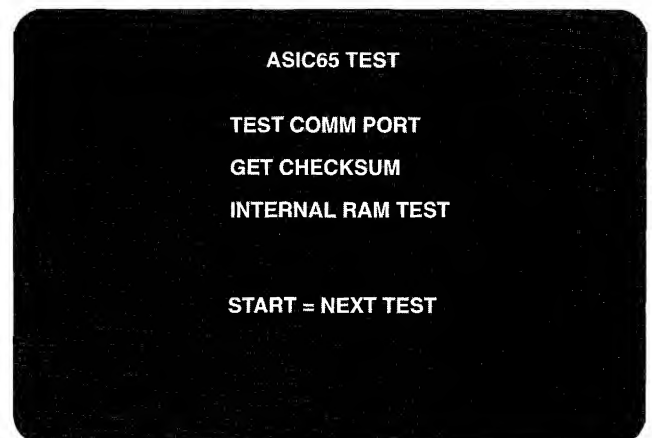 ASIC65 TEST
TEST COMM PORT
GET CHECKSUM
INTERNAL RAM TEST
START = NEXT TEST